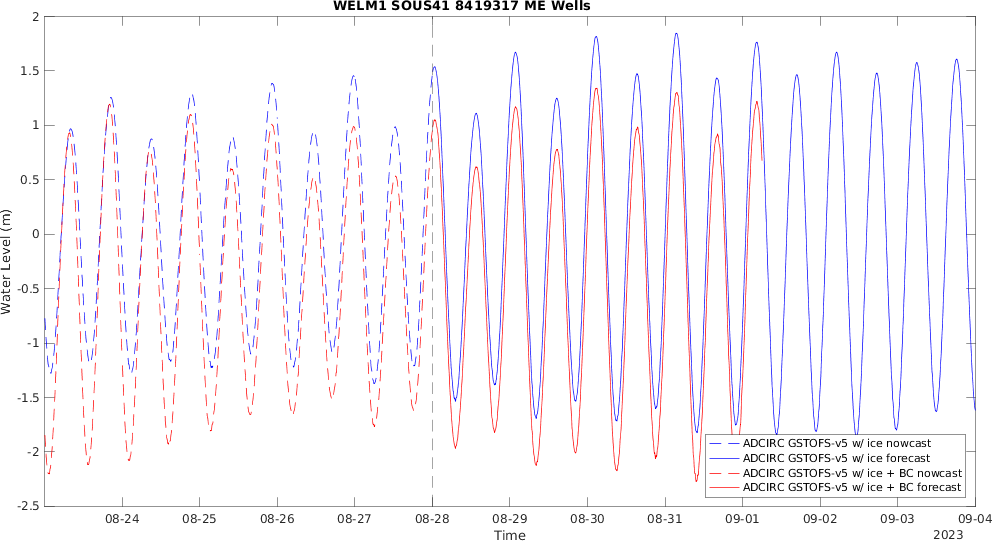 WELM1 SOUS41 8419317 ME Wells
2
1.5
1
0.5
0
-0.5
-1
-1.5
-2
-2.5
Water Level (m)
ADCIRC GSTOFS-v5 w/ ice nowcast
ADCIRC GSTOFS-v5 w/ ice forecast
ADCIRC GSTOFS-v5 w/ ice + BC nowcast
ADCIRC GSTOFS-v5 w/ ice + BC forecast
08-24 08-25 08-26 08-27 08-28 08-29 08-30 08-31 09-01 09-02 09-03 09-04
Time
2023